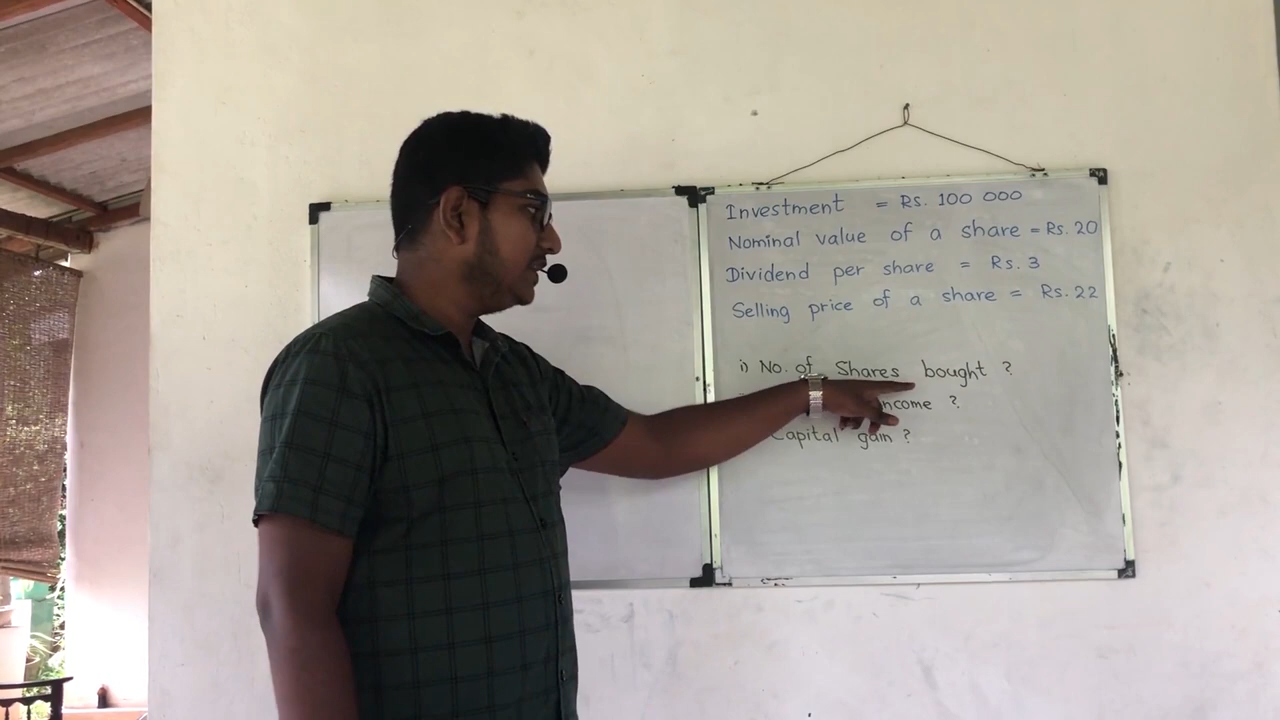 Investment = Rs. 100 000
Nominal value of a share = Rs. 20
Dividend per share = Rs. 3
Selling price of a share = Rs. 22
i) No. of Shares bought ?
ncome ?
Capital gain ?